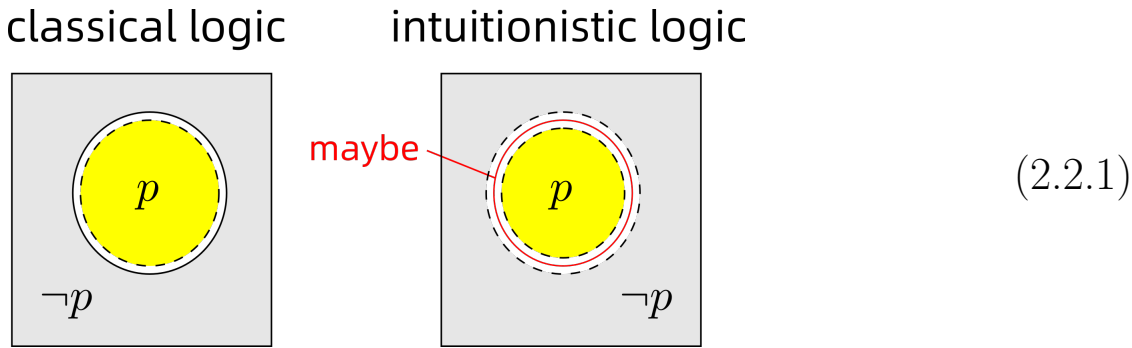 classical logic
intuitionistic logic
p
¬p
maybe
p
¬p
(2.2.1)